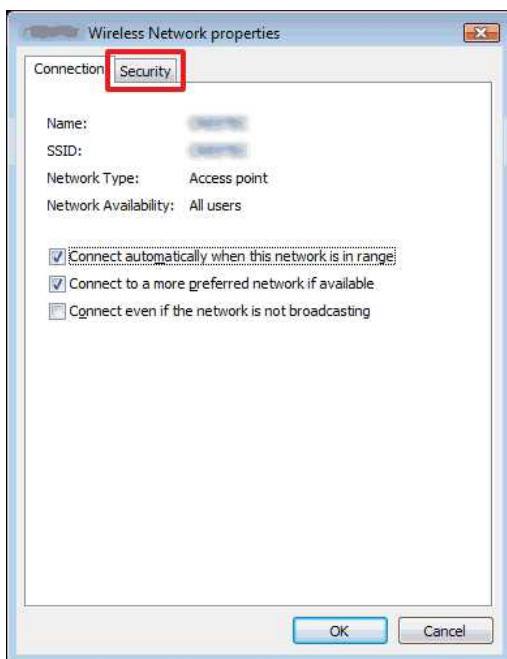 Wireless Network properties
Connection Security
Name:
SSID:
Network Type: Access point
Network Availability: All users
Connect automatically when this network is in range
Connect to a more preferred network if available
Connect even if the network is not broadcasting
OK Cancel